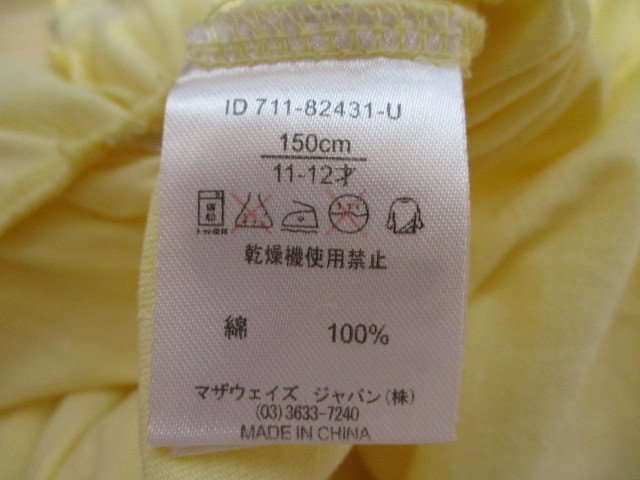 ID 711-82431-U
150cm
11-12才
乾燥機使用禁止
綿 100%
マザウェイズ ジャパン(株)
(03)3633-7240
MADE IN CHINA